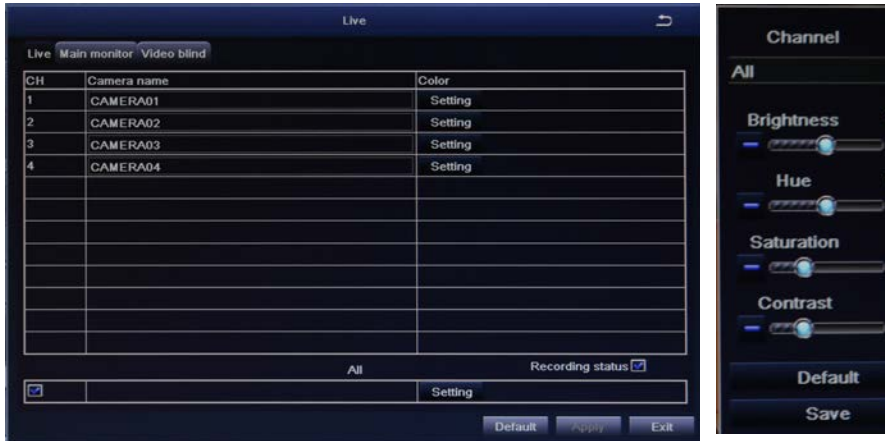 Live
Live Main monitor Video blind
CH Camera name Color
1 CAMERA01 Setting
2 CAMERA02 Setting
3 CAMERA03 Setting
4 CAMERA04 Setting
All Recording status
Setting
Default Apply Exit
Channel
All
Brightness
Hue
Saturation
Contrast
Default
Save